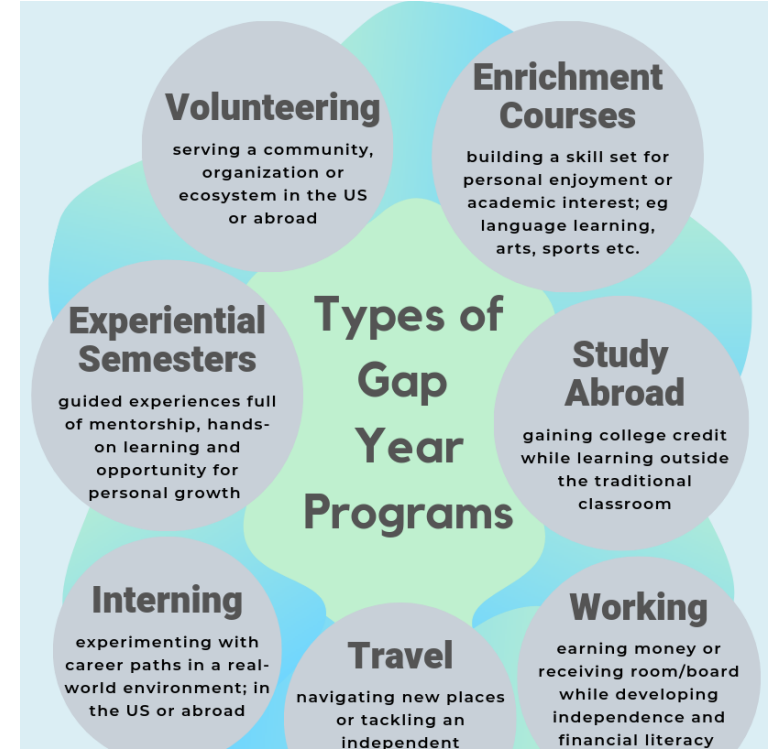 Volunteering
serving a community,
organization or
ecosystem in the US
or abroad
Enrichment
Courses
building a skill set for
personal enjoyment or
academic interest; eg
language learning,
arts, sports etc.
Types of
Gap
Year
Programs
Experiential
Semesters
guided experiences full
of mentorship, hands-
on learning and
opportunity for
personal growth
Study
Abroad
gaining college credit
while learning outside
the traditional
classroom
Interning
experimenting with
career paths in a real-
world environment; in
the US or abroad
Travel
navigating new places
or tackling an
independent
Working
earning money or
receiving room/board
while developing
independence and
financial literacy